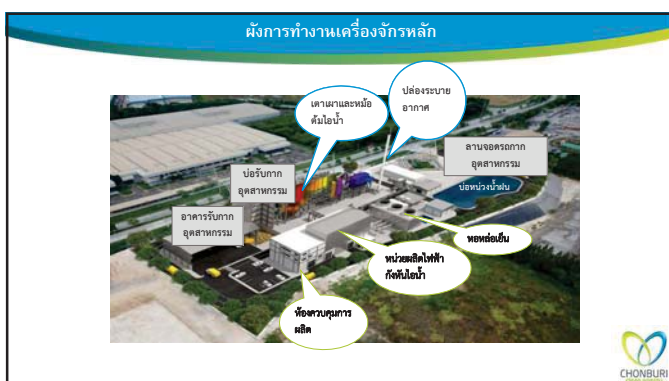 ผังการทำงานเครื่องจักรหลัก
ปล่องระบาย
อากาศ
เตาเผาและหม้อ
ต้มไอน้ำ
ลานจอดรถกาก
อุตสาหกรรม
บ่อรับกาก
อุตสาหกรรม
บ่อหน่วงน้ำฝน
อาคารรับกาก
อุตสาหกรรม
หอหล่อเย็น
หน่วยผลิตไฟฟ้า
กังหันไอน้ำ
ห้องควบคุมการ
ผลิต
CHONBURI